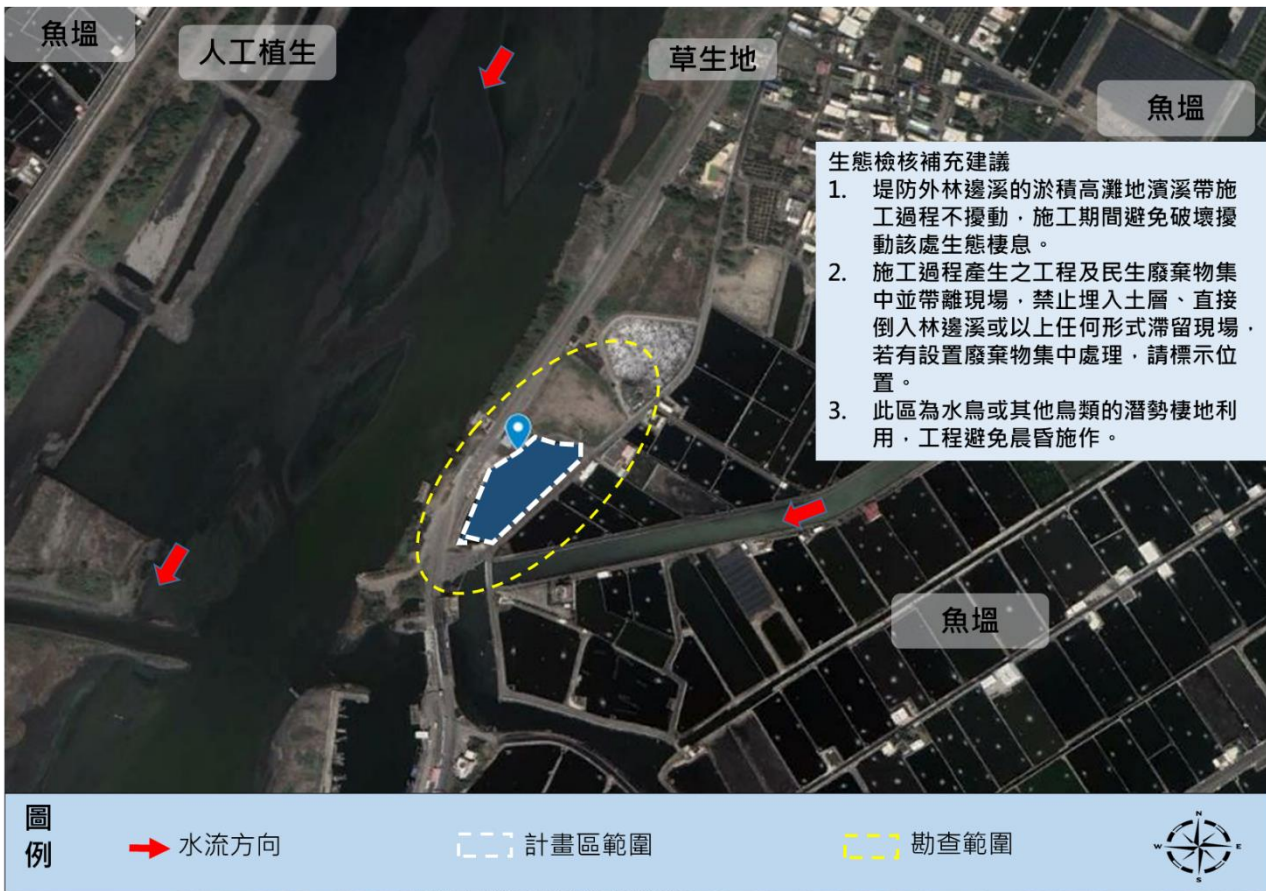 魚塭
人工植生
草生地
魚塭
生態檢核補充建議
1. 堤防外林邊溪的淤積高灘地濱溪帶施
工過程不擾動，施工期間避免破壞擾
動該處生態棲息。
2. 施工過程產生之工程及民生廢棄物集
中並帶離現場，禁止埋入土層、直接
倒入林邊溪或以上任何形式滯留現場，
若有設置廢棄物集中處理，請標示位
置。
3. 此區為水鳥或其他鳥類的潛勢棲地利
用，工程避免晨昏施作。
魚塭
圖例
水流方向
計畫區範圍
勘查範圍
N
W
E
S